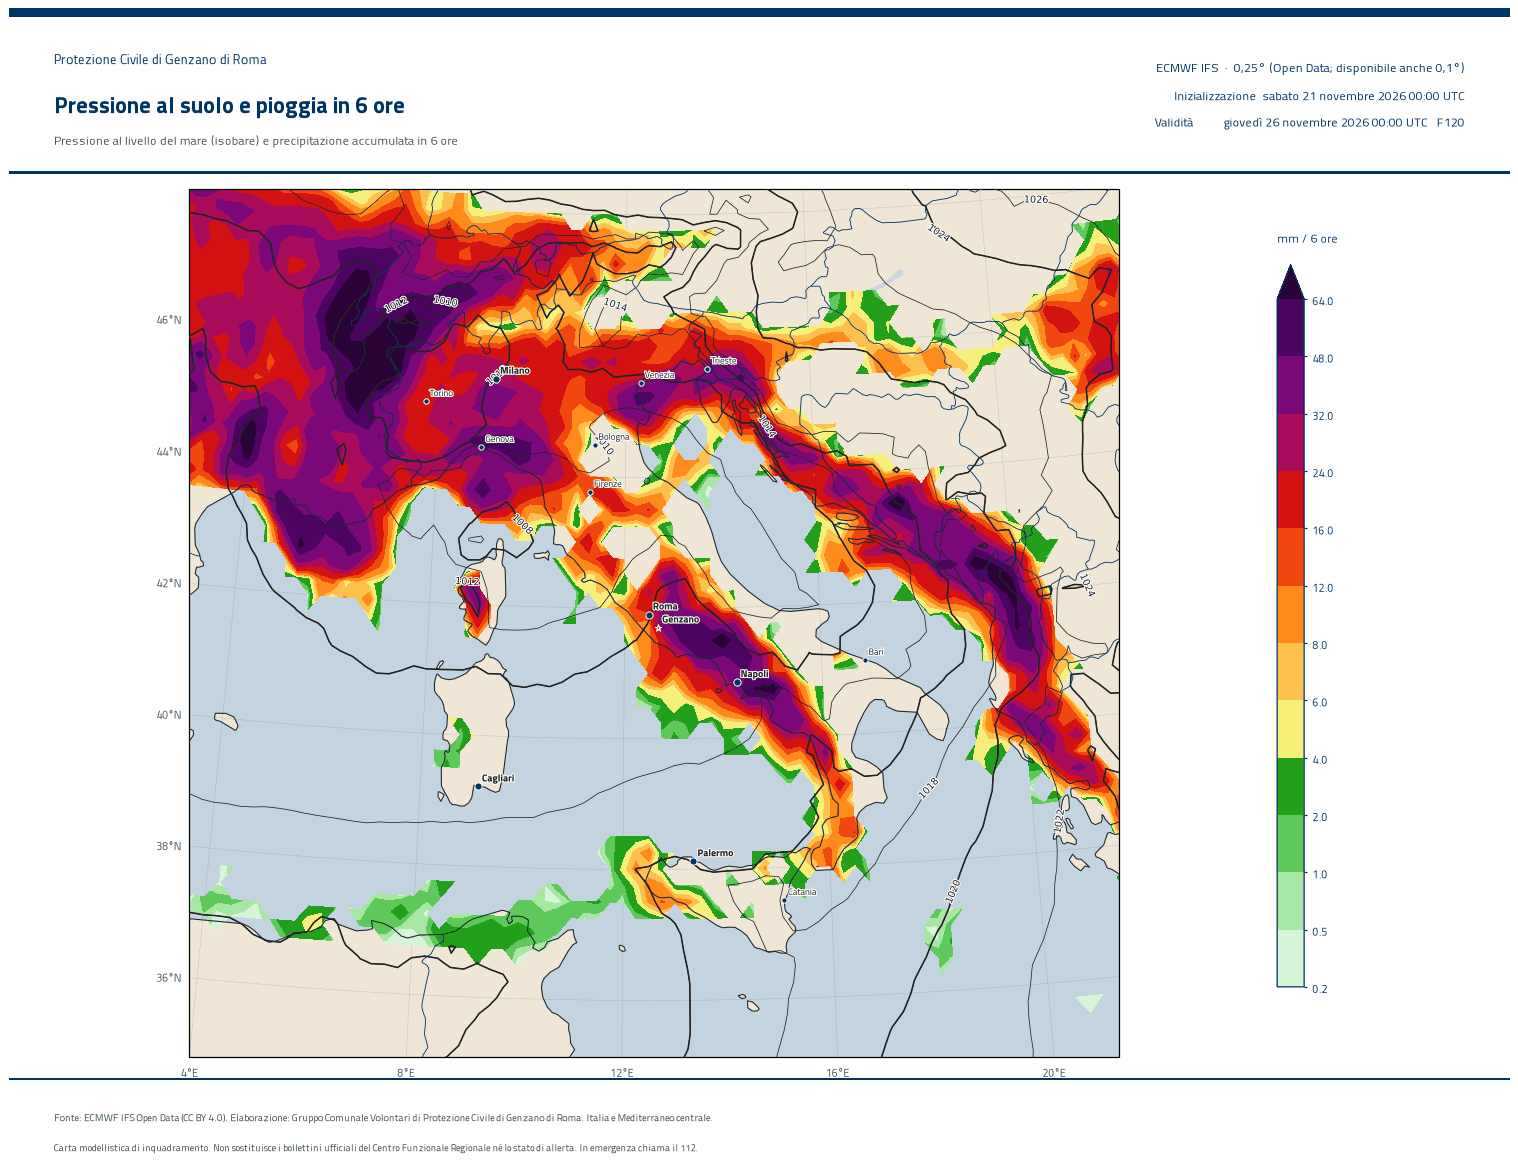 Protezione Civile di Genzano di Roma
Pressione al suolo e pioggia in 6 ore
Pressione al livello del mare (isobare) e precipitazione accumulata in 6 ore
ECMWF IFS · 0,25° (Open Data; disponibile anche 0,1°)
Inizializzazione sabato 21 novembre 2026 00:00 UTC
Validità giovedì 26 novembre 2026 00:00 UTC F120
mm / 6 ore
64.0
48.0
32.0
24.0
16.0
12.0
8.0
6.0
4.0
2.0
1.0
0.5
0.2
46°N
44°N
42°N
40°N
38°N
36°N
4°E
8°E
12°E
16°E
20°E
1026
1024
1012
1010
1014
Milano
Trieste
Venezia
Torino
1014
Genova
Bologna
Firenze
1008
1012
1024
Roma
Genzano
Bari
Napoli
Cagliari
1018
1022
Palermo
Catania
1020
Fonte: ECMWF IFS Open Data (CC BY 4.0). Elaborazione: Gruppo Comunale Volontari di Protezione Civile di Genzano di Roma. Italia e Mediterraneo centrale.
Carta modellistica di inquadramento. Non sostituisce i bollettini ufficiali del Centro Funzionale Regionale né lo stato di allerta. In emergenza chiama il 112.